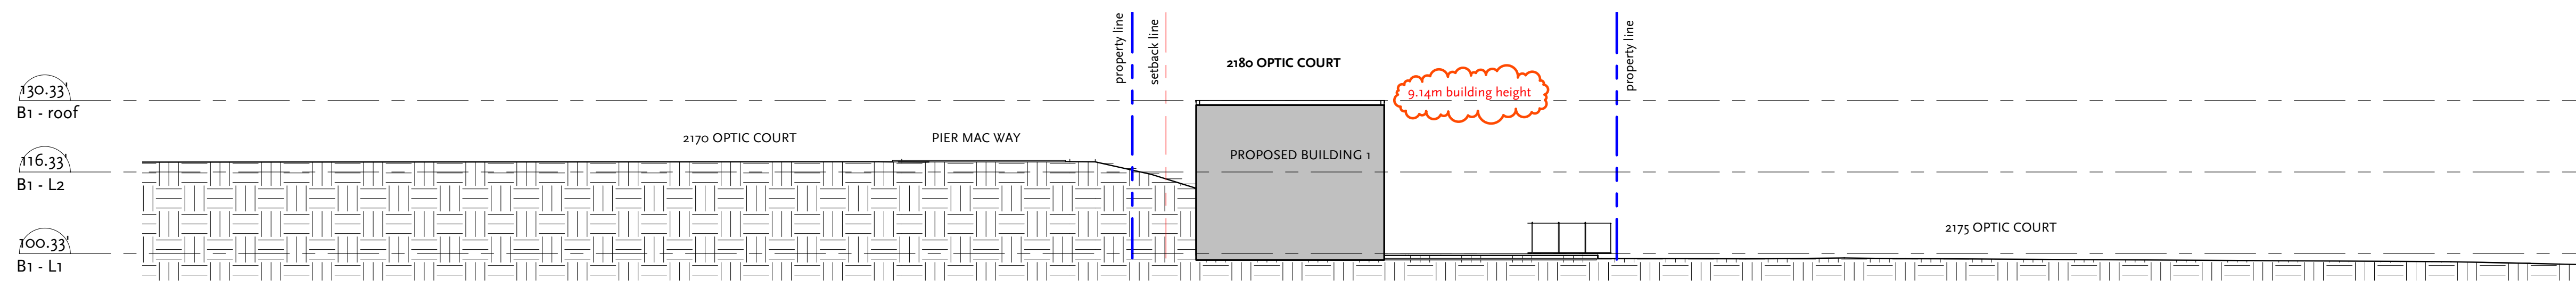 property line
setback line
property line
2180 OPTIC COURT
130.33'
B1 - roof
9.14m building height
2170 OPTIC COURT
PIER MAC WAY
116.33'
B1 - L2
PROPOSED BUILDING 1
100.33'
B1 - L1
2175 OPTIC COURT